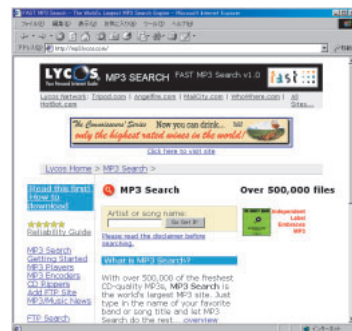 FAST MP3 Search - The World's Largest MP3 Search Engine - Microsoft Internet Explorer
http://mp3.lycos.com/
LYCOS MP3 SEARCH FAST MP3 Search v1.0 fast
Your Personal Internet Guide
Lycos Network: Tripod.com | Angelfire.com | MailCity.com | WhoWhere.com | All Sites...
HotBot.com
The Commissioners' Series Now you can drink...
only the highest rated wines in the world!
Click here to visit site
Lycos Home > MP3 Search >
Read this first!
How to
download
Reliability Guide
MP3 Search
Getting Started
MP3 Players
MP3 Encoders
CD Rippers
Add FTP Site
MP3/Music News
FTP Search
MP3 Search
Over 500,000 files
Artist or song name:
Go Get It!
Please read the disclaimer before
searching.
Independent
Label
Embraces
MP3
What is MP3 Search?
With over 500,000 of the freshest
CD-quality MP3s, MP3 Search is
the world's largest MP3 site. Just
type in the name of your favorite
band or song title and let MP3
Search do the rest. ...overview